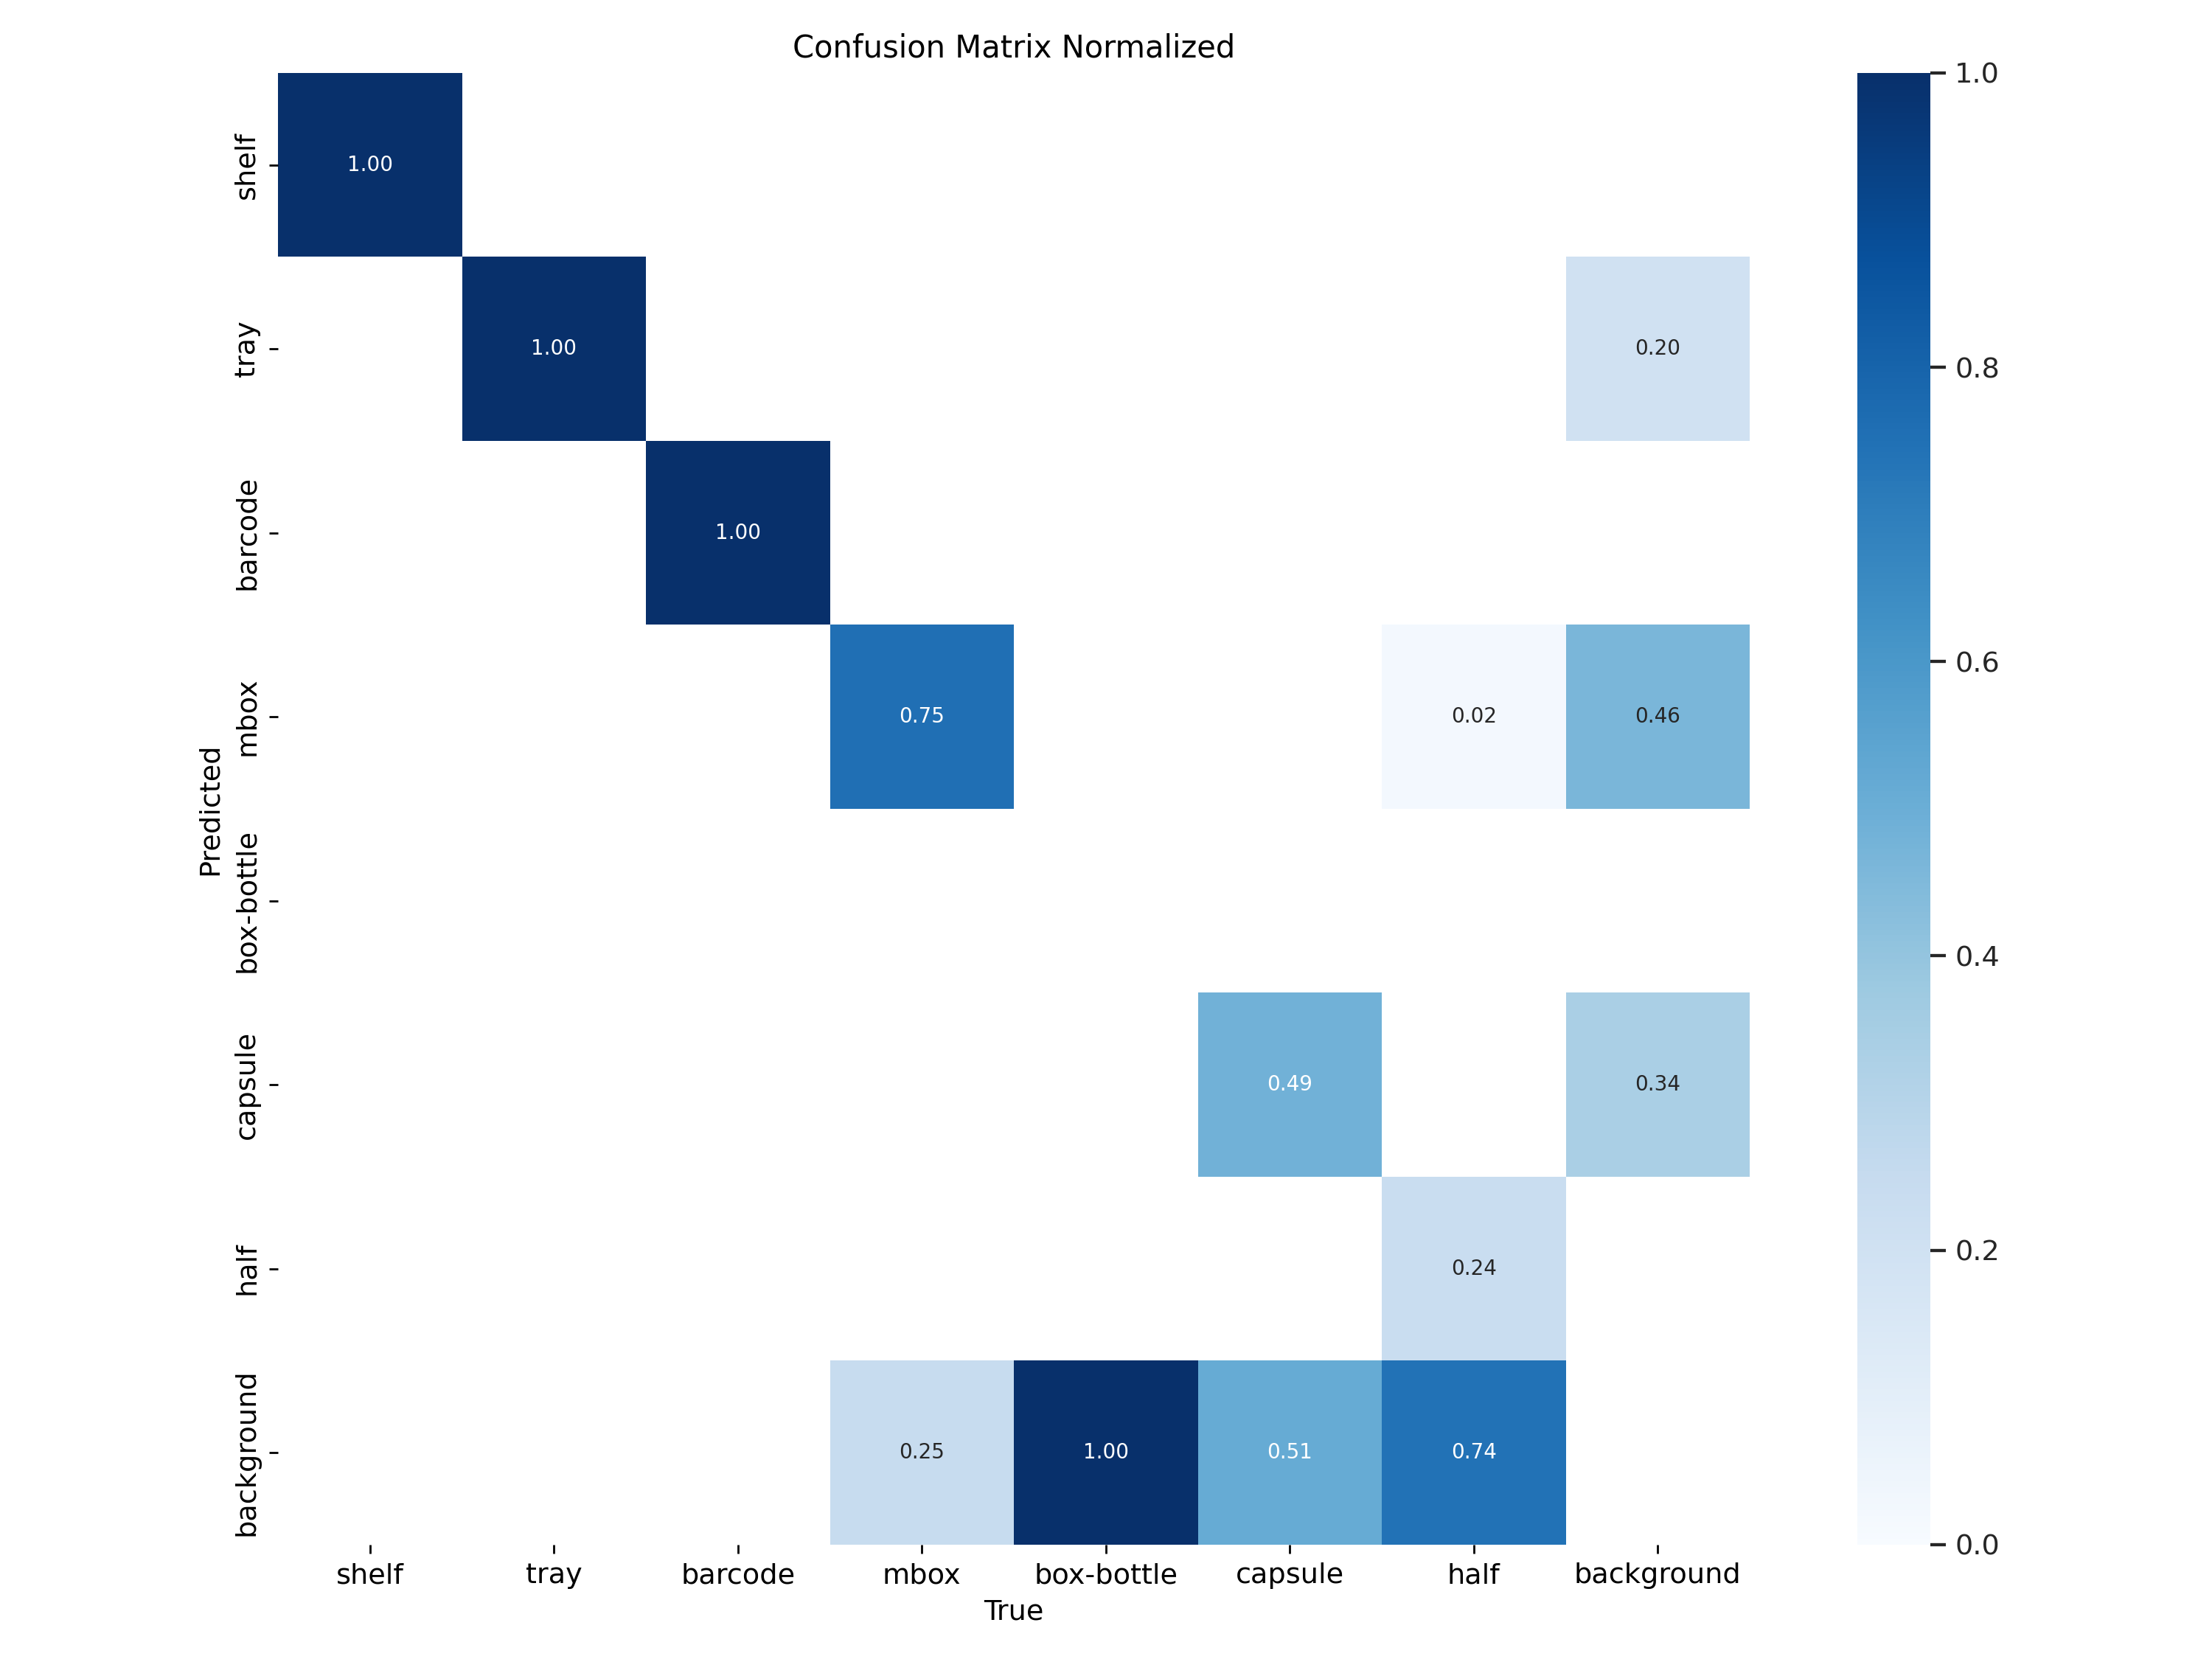 Confusion Matrix Normalized
shelf
1.00
tray
1.00
0.20
barcode
1.00
mbox
0.75
0.02
0.46
box-bottle
capsule
0.49
0.34
half
0.24
background
0.25
1.00
0.51
0.74
Predicted
shelf
tray
barcode
mbox
box-bottle
capsule
half
background
True
1.0
0.8
0.6
0.4
0.2
0.0